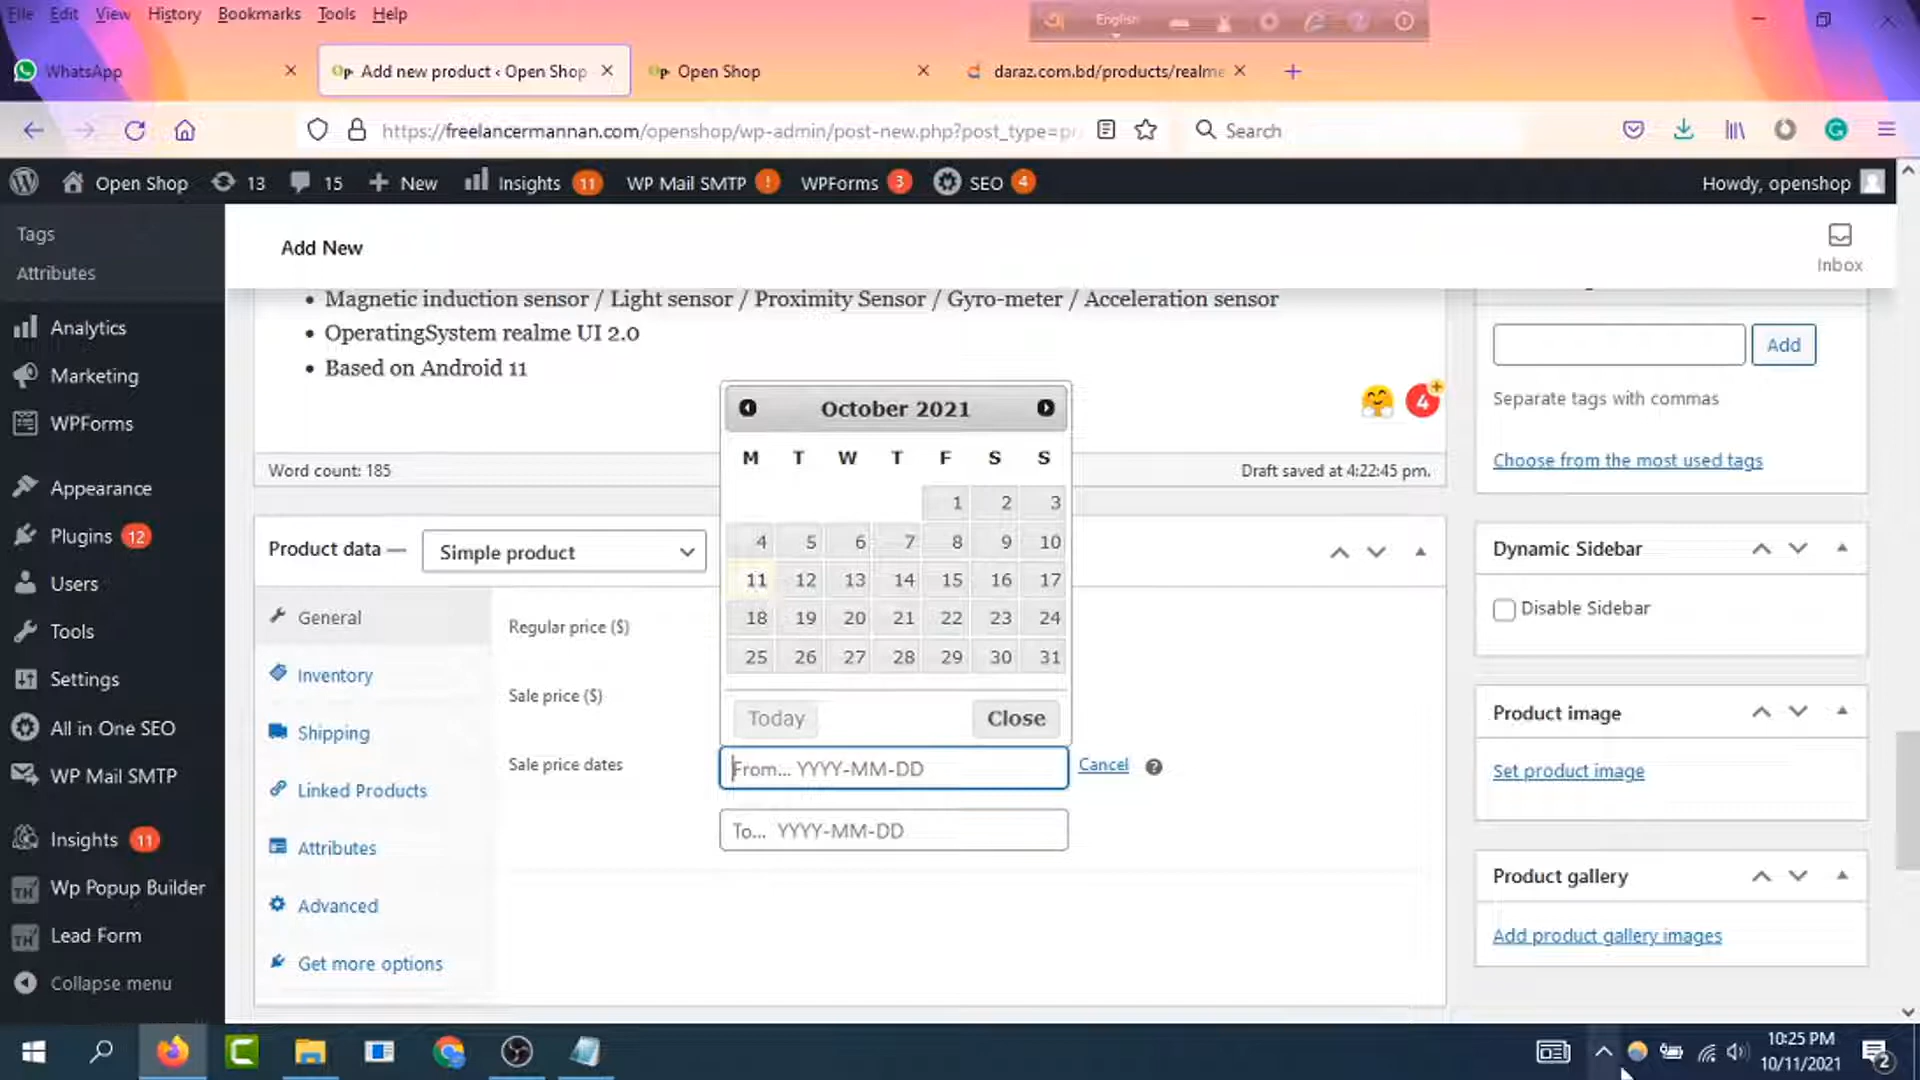 File Edit View History Bookmarks Tools Help
English
WhatsApp
Add new product ‹ Open Shop
Open Shop
daraz.com.bd/products/realme
https://freelancermannan.com/openshop/wp-admin/post-new.php?post_type=pr
Search
Open Shop 13 15 New Insights 11 WP Mail SMTP ! WPForms 3 SEO 4
Howdy, openshop
Tags
Attributes
Analytics
Marketing
WPForms
Appearance
Plugins 12
Users
Tools
Settings
All in One SEO
WP Mail SMTP
Insights 11
Wp Popup Builder
Lead Form
Collapse menu
Add New
Inbox
• Magnetic induction sensor / Light sensor / Proximity Sensor / Gyro-meter / Acceleration sensor
• OperatingSystem realme UI 2.0
• Based on Android 11
4
Word count: 185
Draft saved at 4:22:45 pm.
Product data — Simple product
General
Inventory
Shipping
Linked Products
Attributes
Advanced
Get more options
Regular price ($)
Sale price ($)
Sale price dates
October 2021
M T W T F S S
1 2 3
4 5 6 7 8 9 10
11 12 13 14 15 16 17
18 19 20 21 22 23 24
25 26 27 28 29 30 31
Today Close
From... YYYY-MM-DD
Cancel
To... YYYY-MM-DD
Add
Separate tags with commas
Choose from the most used tags
Dynamic Sidebar
Disable Sidebar
Product image
Set product image
Product gallery
Add product gallery images
10:25 PM
10/11/2021
2